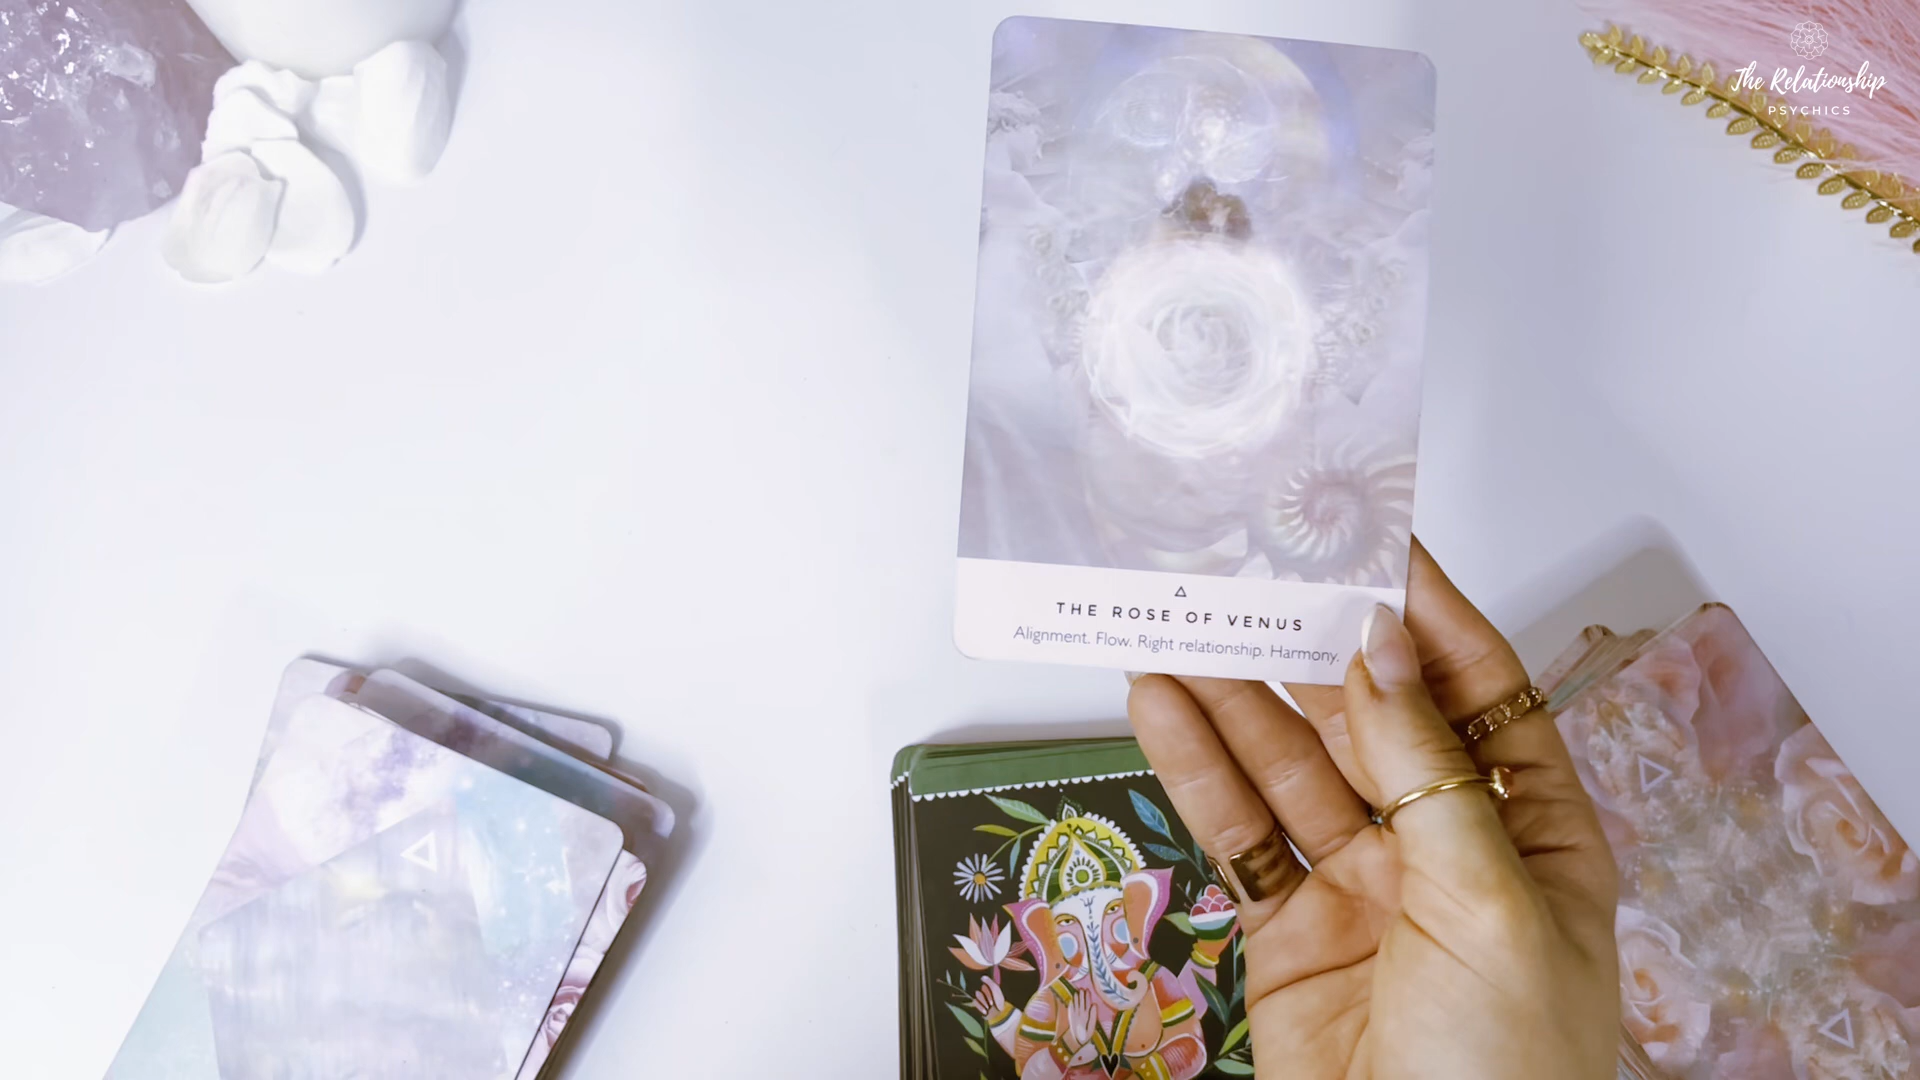 The Relationship
PSYCHICS
THE ROSE OF VENUS
Alignment. Flow. Right relationship. Harmony.